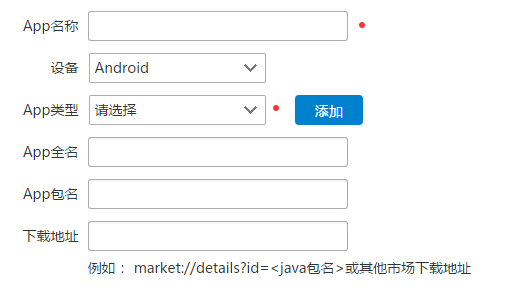 App名称
设备 Android
App类型 请选择 添加
App全名
App包名
下载地址
例如： market://details?id=<java包名>或其他市场下载地址